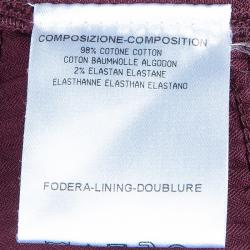 COMPOSIZIONE-COMPOSITION
98% COTONE COTTON
COTON BAUMWOLLE ALGODON
2% ELASTAN ELASTANE
ELASTHANNE ELASTHAN ELASTANO
FODERA-LINING-DOUBLURE